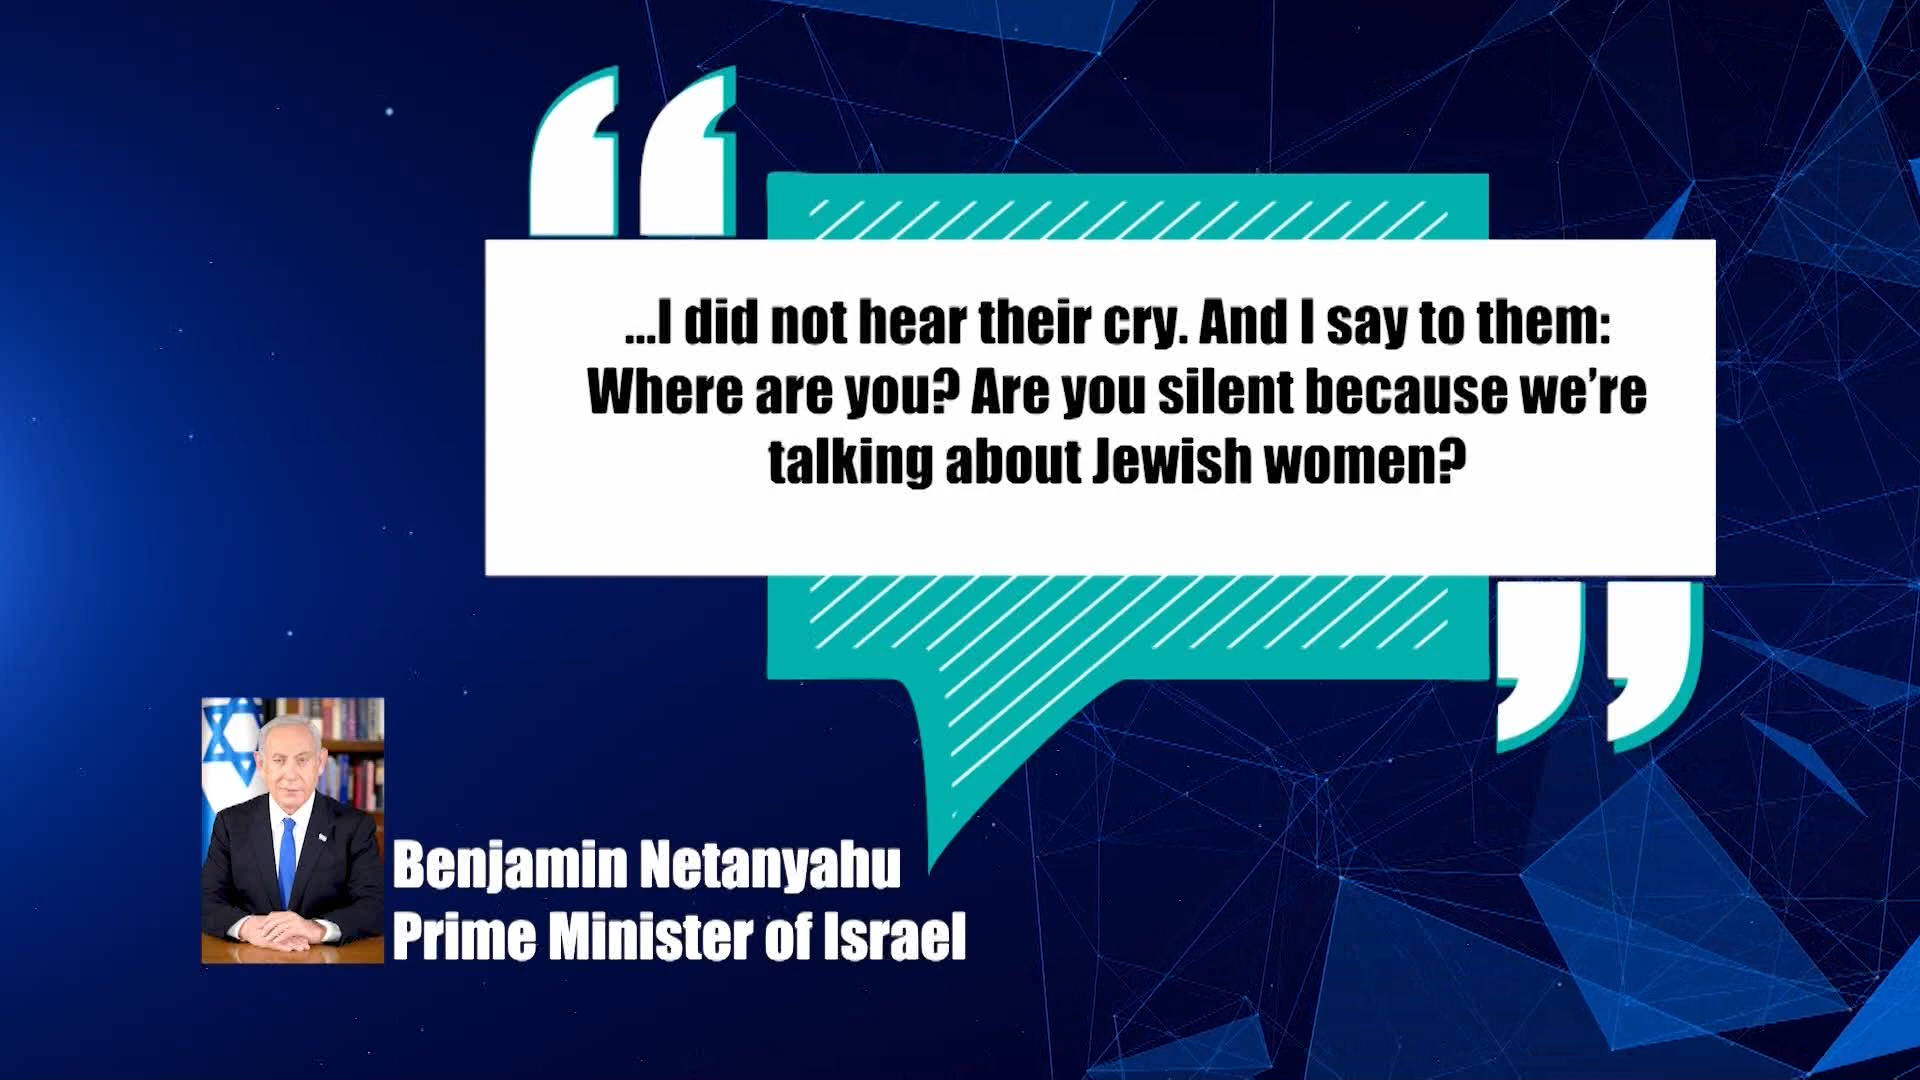 ...I did not hear their cry. And I say to them:
Where are you? Are you silent because we’re
talking about Jewish women?
Benjamin Netanyahu
Prime Minister of Israel